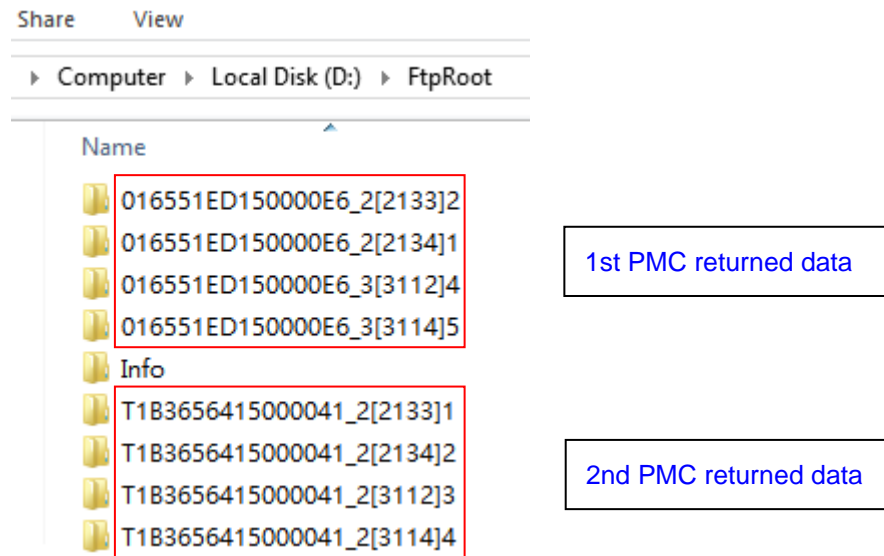 Share View
Computer Local Disk (D:) FtpRoot
Name
016551ED150000E6_2[2133]2
016551ED150000E6_2[2134]1
016551ED150000E6_3[3112]4
016551ED150000E6_3[3114]5
1st PMC returned data
Info
T1B3656415000041_2[2133]1
T1B3656415000041_2[2134]2
T1B3656415000041_2[3112]3
T1B3656415000041_2[3114]4
2nd PMC returned data